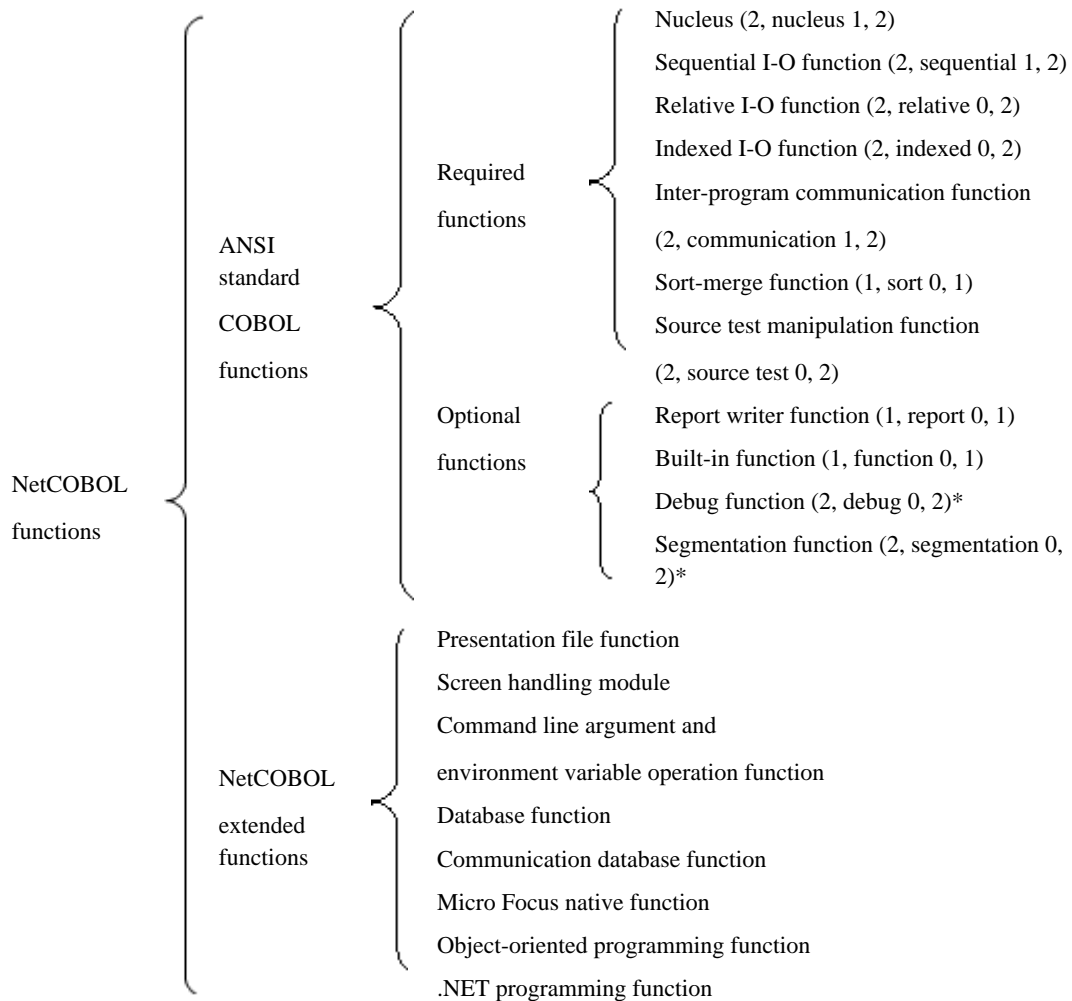 NetCOBOL
functions
ANSI
standard
COBOL
functions
Required
functions
Nucleus (2, nucleus 1, 2)
Sequential I-O function (2, sequential 1, 2)
Relative I-O function (2, relative 0, 2)
Indexed I-O function (2, indexed 0, 2)
Inter-program communication function
(2, communication 1, 2)
Sort-merge function (1, sort 0, 1)
Source test manipulation function
(2, source test 0, 2)
Optional
functions
Report writer function (1, report 0, 1)
Built-in function (1, function 0, 1)
Debug function (2, debug 0, 2)*
Segmentation function (2, segmentation 0,
2)*
NetCOBOL
extended
functions
Presentation file function
Screen handling module
Command line argument and
environment variable operation function
Database function
Communication database function
Micro Focus native function
Object-oriented programming function
.NET programming function